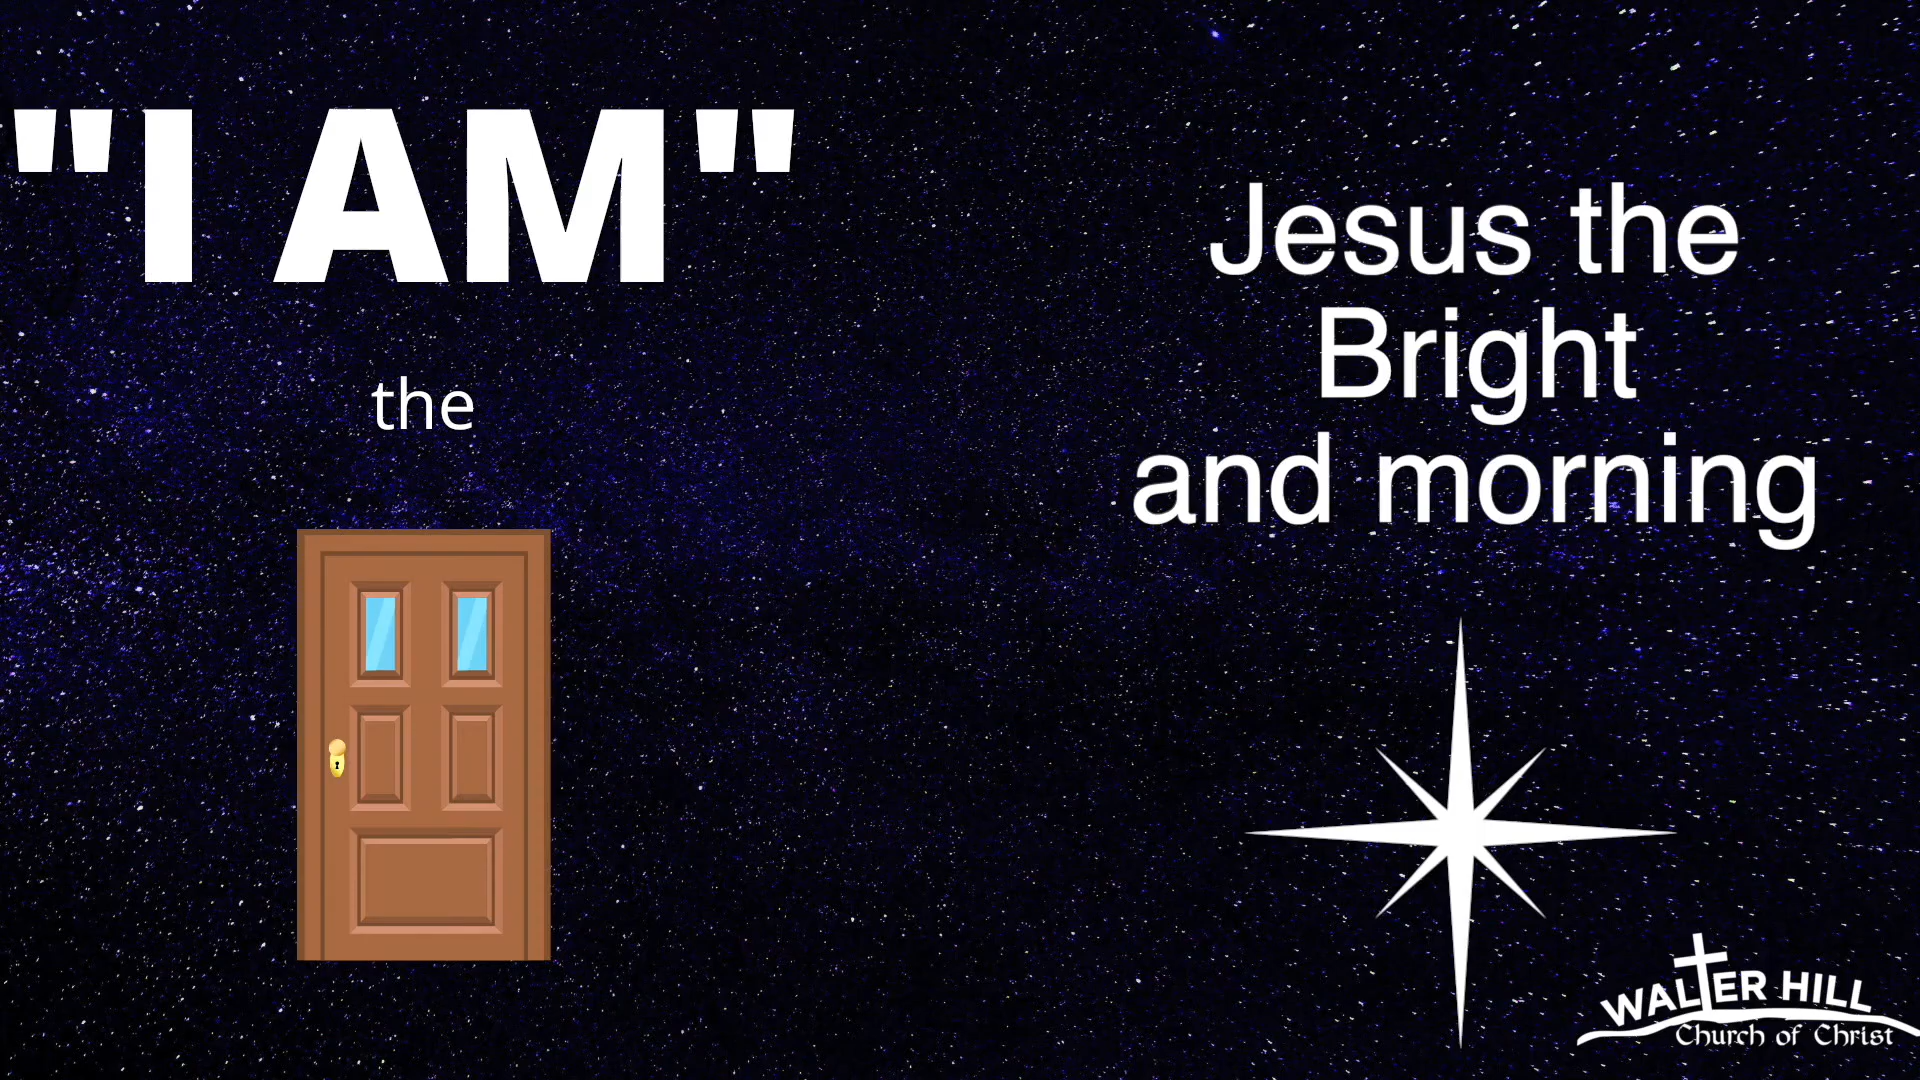 "I AM"
the
Jesus the
Bright
and morning
WALTER HILL
Church of Christ